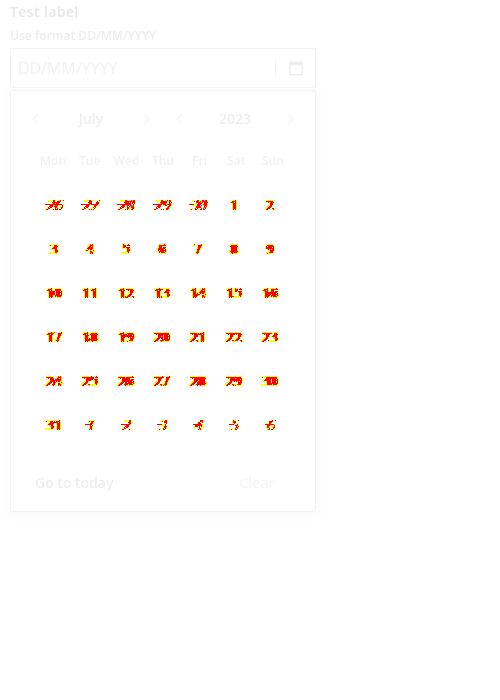 Test label
Use format DD/MM/YYYY
DD/MM/YYYY
July 2023
Mon Tue Wed Thu Fri Sat Sun
26 27 28 29 30 1 2
3 4 5 6 7 8 9
10 11 12 13 14 15 16
17 18 19 20 21 22 23
24 25 26 27 28 29 30
31 1 2 3 4 5 6
Go to today Clear